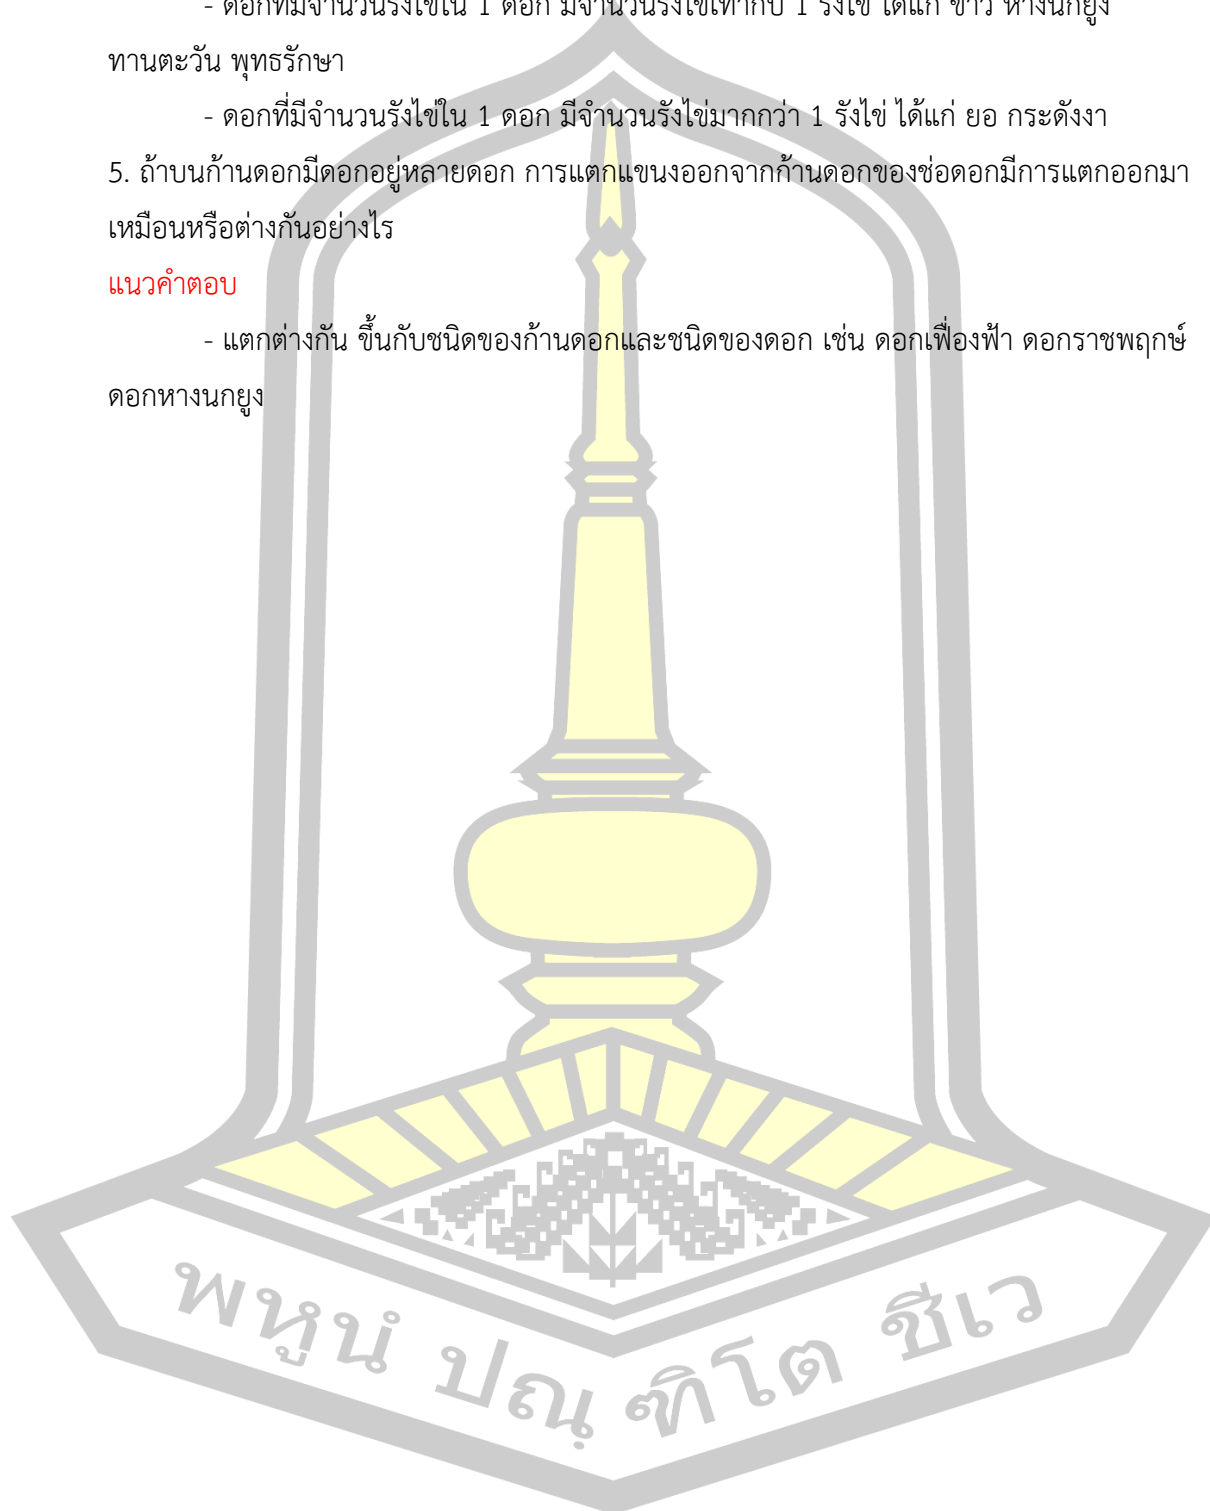 - ดอกที่มีจำนวนรังไข่ใน 1 ดอก มีจำนวนรังไข่เท่ากับ 1 รังไข่ ได้แก่ ข้าว หางนกยูง
ทานตะวัน พุทธรักษา
- ดอกที่มีจำนวนรังไข่ใน 1 ดอก มีจำนวนรังไข่มากกว่า 1 รังไข่ ได้แก่ ยอ กระดังงา
5. ถ้าบนก้านดอกมีดอกอยู่หลายดอก การแตกแขนงออกจากก้านดอกของช่อดอกมีการแตกออกมา
เหมือนหรือต่างกันอย่างไร
แนวคำตอบ
- แตกต่างกัน ขึ้นกับชนิดของก้านดอกและชนิดของดอก เช่น ดอกเฟื่องฟ้า ดอกราชพฤกษ์
ดอกหางนกยูง
พหูนํ ปณฺฑิโต ชีเว